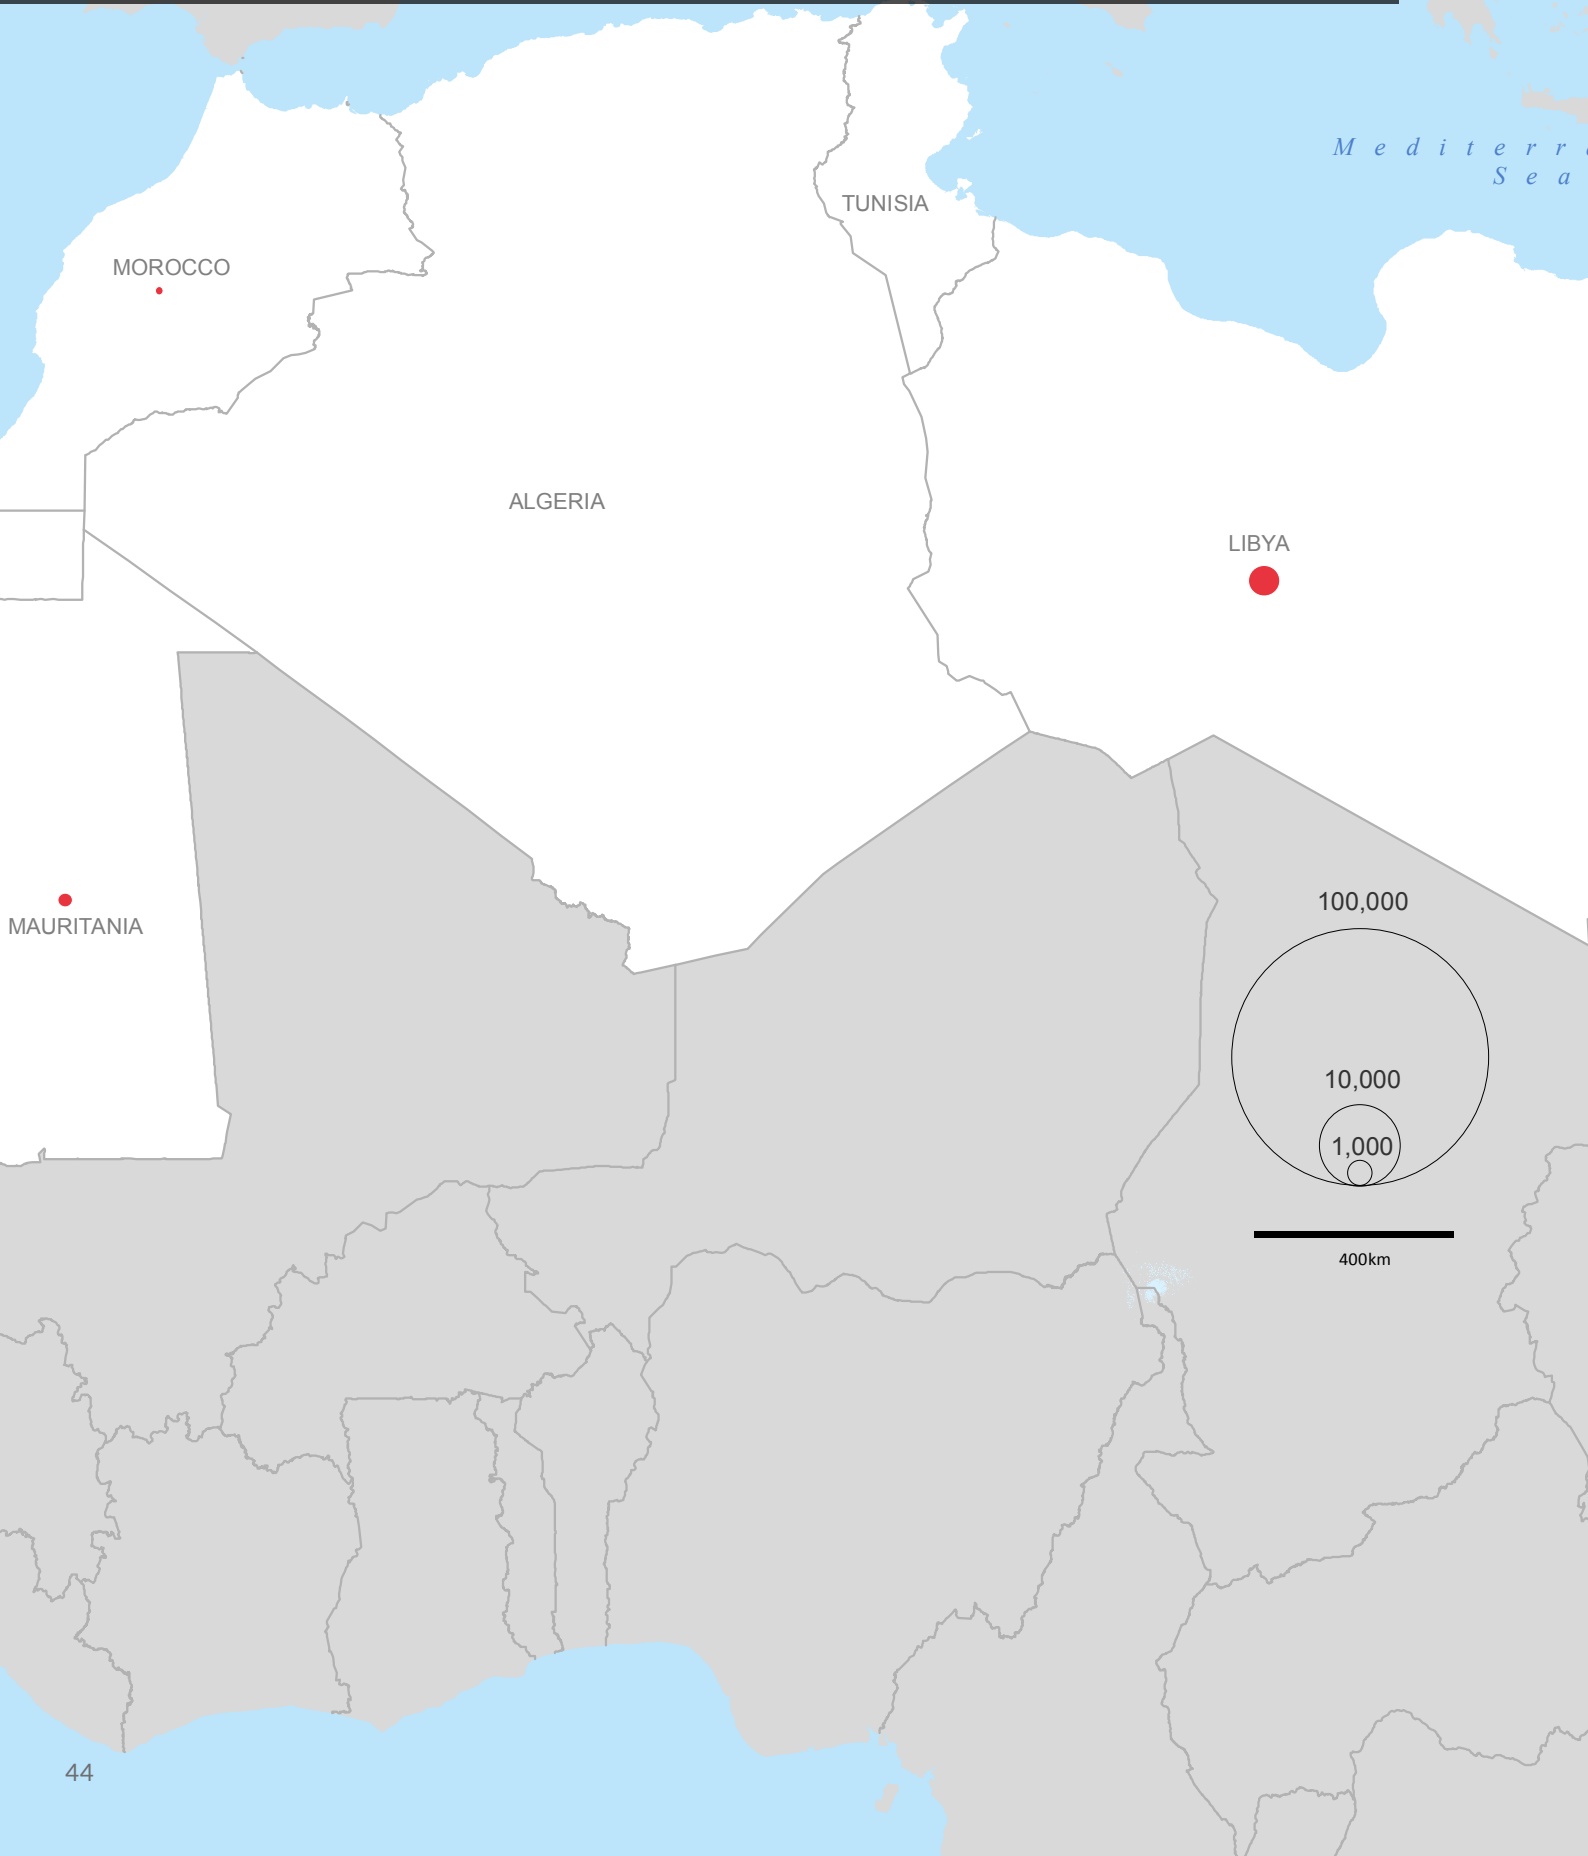 M e d i t e r r
S e a
TUNISIA
MOROCCO
ALGERIA
LIBYA
MAURITANIA
100,000
10,000
1,000
400km
44